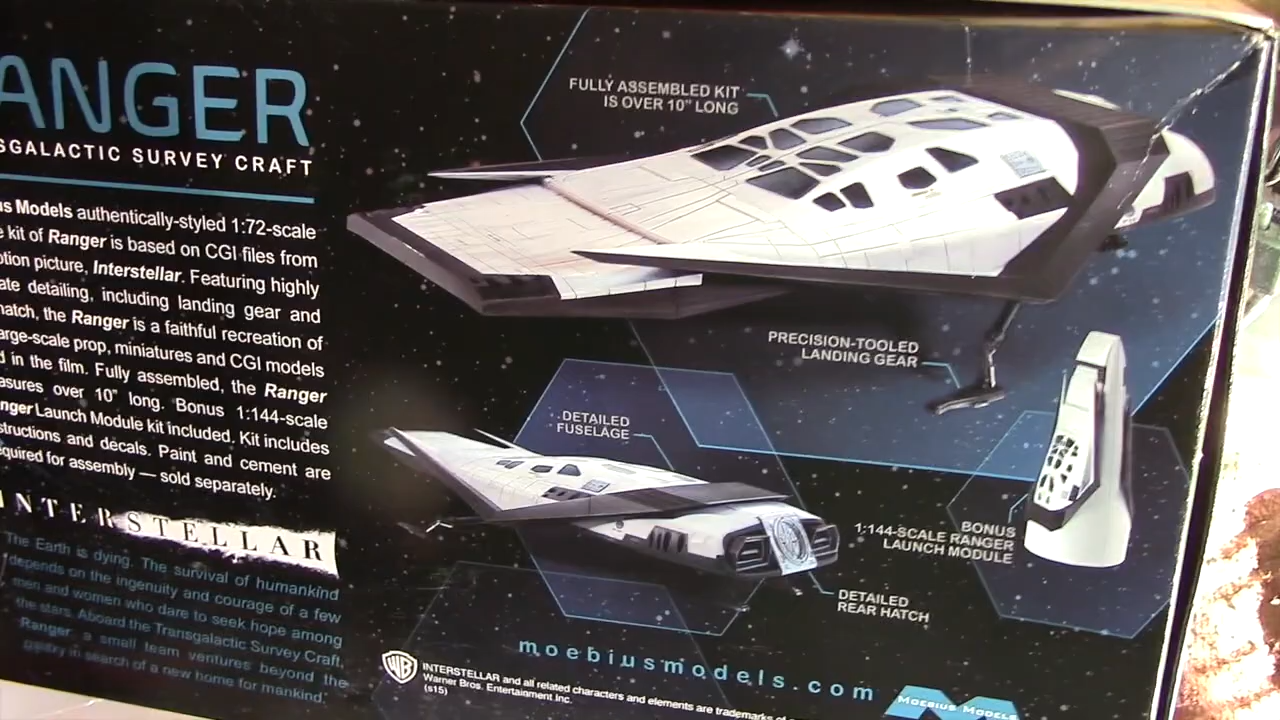 ANGER
SGALACTIC SURVEY CRAFT
us Models authentically-styled 1:72-scale
kit of Ranger is based on CGI files from
otion picture, Interstellar. Featuring highly
ate detailing, including landing gear and
hatch, the Ranger is a faithful recreation of
arge-scale prop, miniatures and CGI models
d in the film. Fully assembled, the Ranger
asures over 10" long. Bonus 1:144-scale
nger Launch Module kit included. Kit includes
structions and decals. Paint and cement are
quired for assembly — sold separately.
INTERSTELLAR
The Earth is dying. The survival of humankind
depends on the ingenuity and courage of a few
men and women who dare to seek hope among
the stars. Aboard the Transgalactic Survey Craft,
Ranger, a small team ventures beyond the
galaxy in search of a new home for mankind.
FULLY ASSEMBLED KIT
IS OVER 10" LONG
PRECISION-TOOLED
LANDING GEAR
DETAILED
FUSELAGE
BONUS
1:144-SCALE RANGER
LAUNCH MODULE
DETAILED
REAR HATCH
moebiusmodels.com
WB
INTERSTELLAR and all related characters and elements are trademarks of
Warner Bros. Entertainment Inc.
(s15)
MOEBIUS MODELS